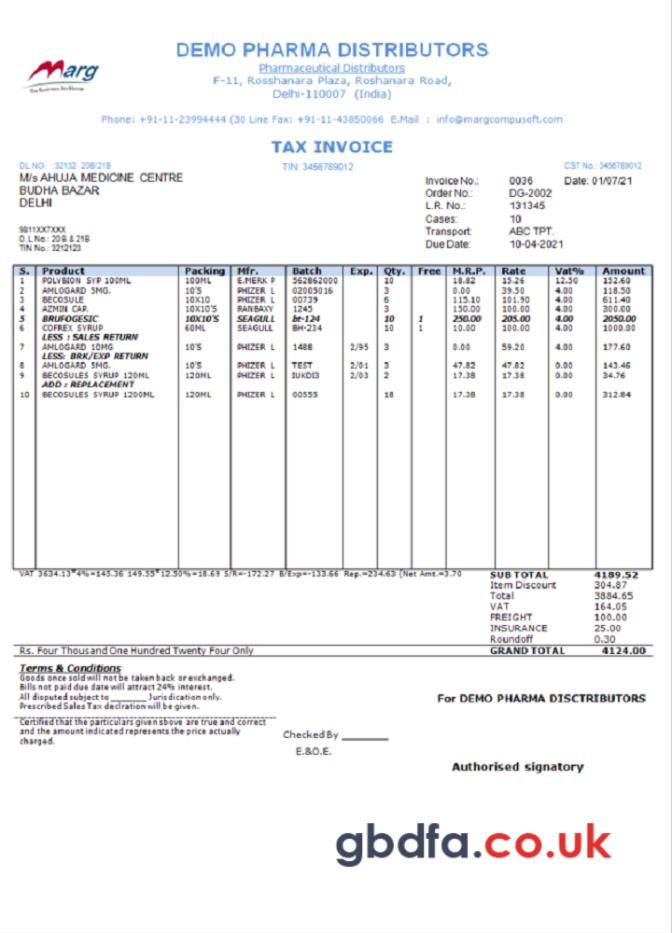 DEMO PHARMA DISTRIBUTORS
Marg
Pharmaceutical Distributors
F-11, Rosshanara Plaza, Roshanara Road,
Delhi-110007 (India)
Phone: +91-11-23994444 (30 Line Fax: +91-11-43850066 E.Mail : info@margcompusoft.com
TAX INVOICE
DL.NO. :32132 20B/21B TIN: 3456789012 CST No.: 3456789012
M/s AHUJA MEDICINE CENTRE
BUDHA BAZAR
DELHI
9811XX7XXX
D.L.No.: 20B & 21B
TIN No.: 3212123
Invoice No.: 0036 Date: 01/07/21
Order No.: DG-2002
L.R. No.: 131345
Cases: 10
Transport: ABC TPT.
Due Date: 10-04-2021
S. Product Packing Mfr. Batch Exp. Qty. Free M.R.P. Rate Vat% Amount
1 POLYBION SYP 100ML 100ML E.MERK P 562862000 10 18.82 15.26 12.50 152.60
2 AMLOGARD 5MG. 10'S PHIZER L 02005016 3 0.00 39.50 4.00 118.50
3 BECOSULE 10X10 PHIZER L 00739 6 115.10 101.90 4.00 611.40
4 AZMIN CAP. 10X10'S RANBAXY 1245 3 150.00 100.00 4.00 300.00
5 BRUFOGESIC 10X10'S SEAGULL bt-124 10 1 250.00 205.00 4.00 2050.00
6 COFREX SYRUP 60ML SEAGULL BH-234 10 1 10.00 100.00 4.00 1000.00
LESS : SALES RETURN
7 AMLOGARD 10MG 10'S PHIZER L 1488 2/95 3 0.00 59.20 4.00 177.60
LESS: BRK/EXP RETURN
8 AMLOGARD 5MG. 10'S PHIZER L TEST 2/01 3 47.82 47.82 0.00 143.46
9 BECOSULES SYRUP 120ML 120ML PHIZER L IUKDI3 2/03 2 17.38 17.38 0.00 34.76
ADD : REPLACEMENT
10 BECOSULES SYRUP 1200ML 120ML PHIZER L 00555 18 17.38 17.38 0.00 312.84
VAT 3634.13*4%=145.36 149.55*12.50%=18.69 S/R=-172.27 B/Exp=-133.66 Rep.=234.63 (Net Amt.=3.70
SUB TOTAL 4189.52
Item Discount 304.87
Total 3884.65
VAT 164.05
FREIGHT 100.00
INSURANCE 25.00
Roundoff 0.30
Rs. Four Thousand One Hundred Twenty Four Only GRAND TOTAL 4124.00
Terms & Conditions
Goods once sold will not be taken back or exchanged.
Bills not paid due date will attract 24% interest.
All disputed subject to ______ Jurisdication only.
Prescribed Sales Tax declration will be given.
For DEMO PHARMA DISCTRIBUTORS
Certified that the particulars given above are true and correct
and the amount indicated represents the price actually
charged.
Checked By ______
E.&O.E.
Authorised signatory
gbdfa.co.uk